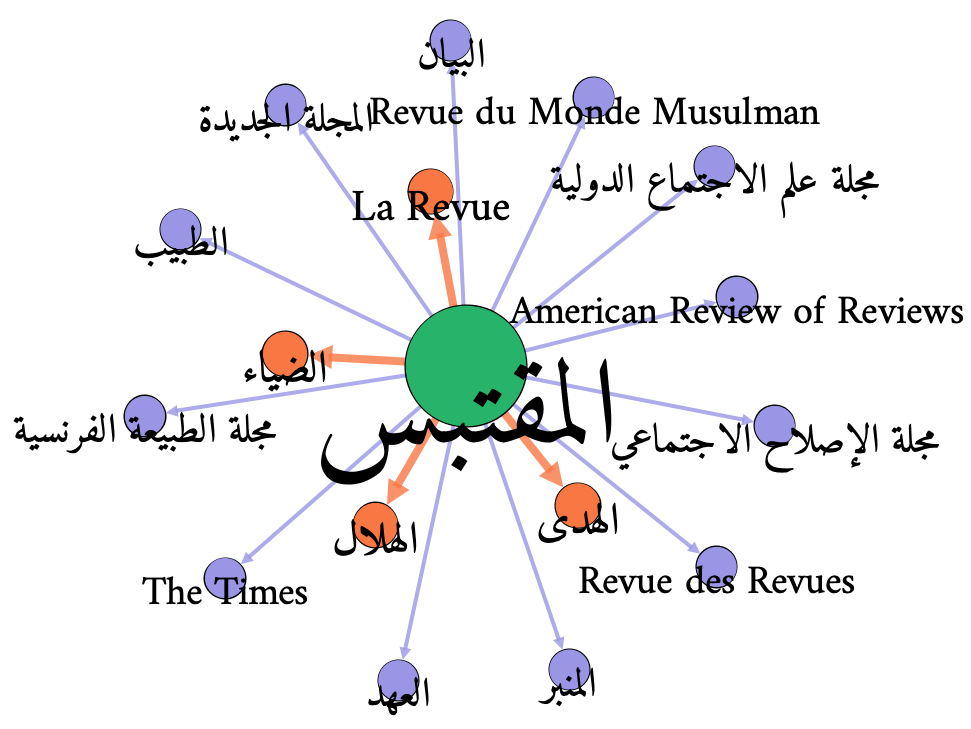 البيان
المجلة الجديدة
Revue du Monde Musulman
مجلة علم الاجتماع الدولية
La Revue
الطبيب
American Review of Reviews
الضياء
المقتبس
مجلة الطبيعة الفرنسية
مجلة الإصلاح الاجتماعي
الهلال
الهدى
The Times
Revue des Revues
العهد
المنبر